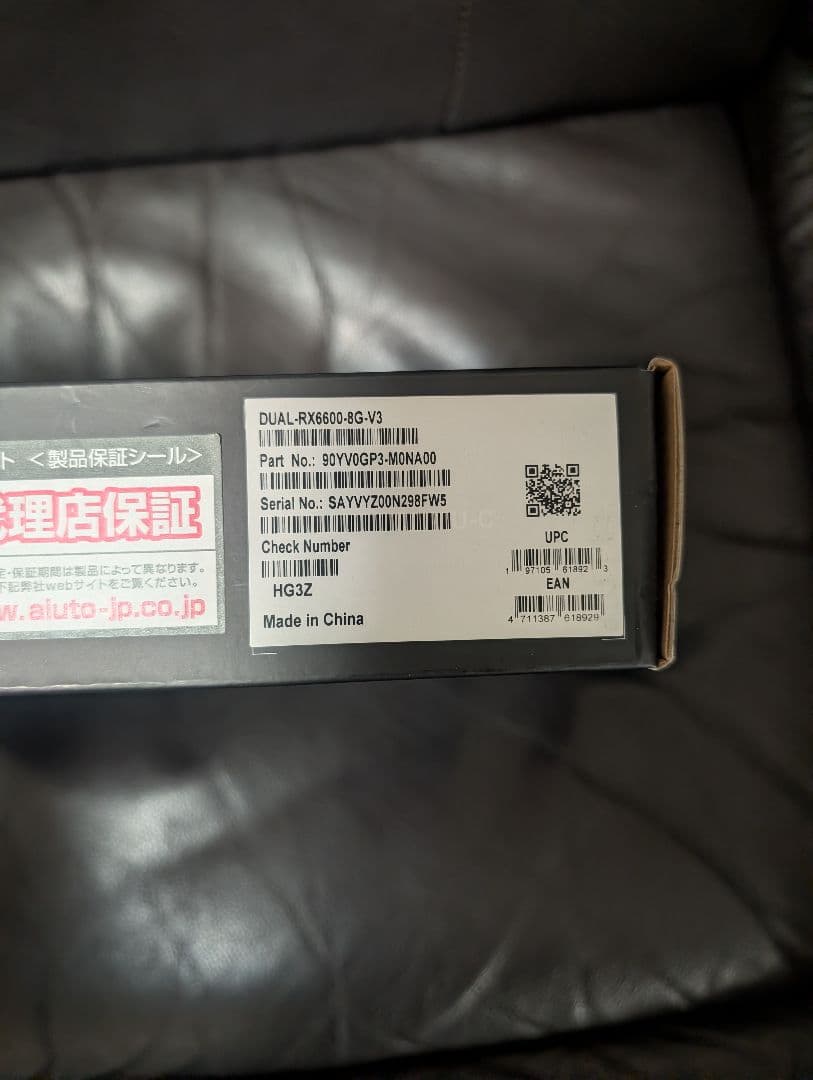 ト <製品保証シール>
理店保証
定・保証期間は製品によって異なります。
下記弊社webサイトをご覧ください。
w.aiuto-jp.co.jp
DUAL-RX6600-8G-V3
Part No.: 90YV0GP3-M0NA00
Serial No.: SAYVYZ00N298FW5
Check Number
HG3Z
Made in China
UPC
1 97105 61892 3
EAN
4 711387 618929